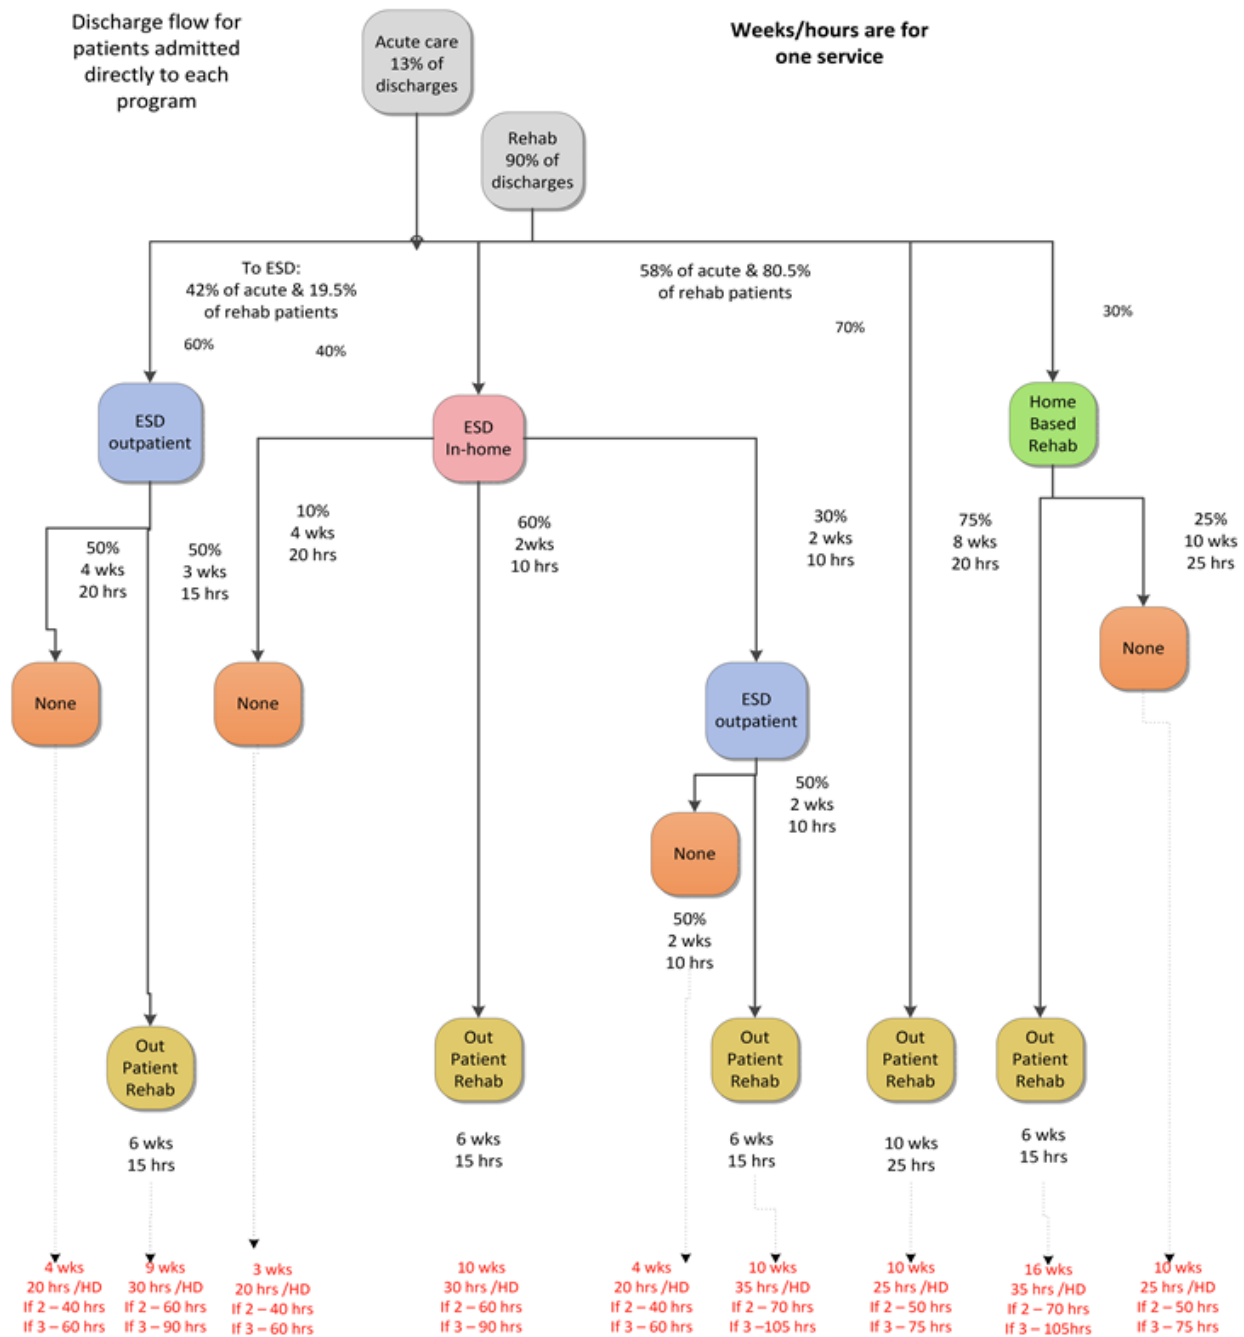 Discharge flow for
patients admitted
directly to each
program
Acute care
13% of
discharges
Weeks/hours are for
one service
Rehab
90% of
discharges
To ESD:
42% of acute & 19.5%
of rehab patients
58% of acute & 80.5%
of rehab patients
60%
40%
70%
30%
ESD
outpatient
ESD
In-home
Home
Based
Rehab
50%
4 wks
20 hrs
50%
3 wks
15 hrs
10%
4 wks
20 hrs
60%
2wks
10 hrs
30%
2 wks
10 hrs
75%
8 wks
20 hrs
25%
10 wks
25 hrs
None
None
ESD
outpatient
None
50%
2 wks
10 hrs
None
50%
2 wks
10 hrs
Out
Patient
Rehab
Out
Patient
Rehab
Out
Patient
Rehab
Out
Patient
Rehab
Out
Patient
Rehab
6 wks
15 hrs
6 wks
15 hrs
6 wks
15 hrs
10 wks
25 hrs
6 wks
15 hrs
4 wks
20 hrs /HD
If 2 – 40 hrs
If 3 – 60 hrs
9 wks
30 hrs /HD
If 2 – 60 hrs
If 3 – 90 hrs
3 wks
20 hrs /HD
If 2 – 40 hrs
If 3 – 60 hrs
10 wks
30 hrs /HD
If 2 – 60 hrs
If 3 – 90 hrs
4 wks
20 hrs /HD
If 2 – 40 hrs
If 3 – 60 hrs
10 wks
35 hrs /HD
If 2 – 70 hrs
If 3 –105 hrs
10 wks
25 hrs /HD
If 2 – 50 hrs
If 3 – 75 hrs
16 wks
35 hrs /HD
If 2 – 70 hrs
If 3 – 105hrs
10 wks
25 hrs /HD
If 2 – 50 hrs
If 3 – 75 hrs